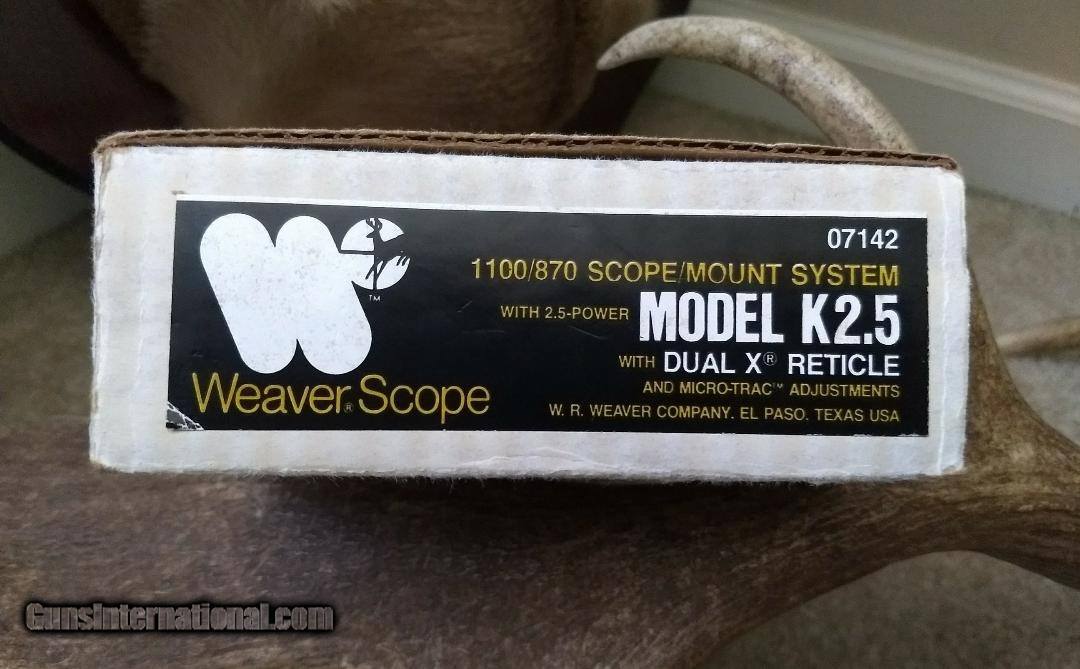 07142
1100/870 SCOPE/MOUNT SYSTEM
WITH 2.5-POWER MODEL K2.5
WITH DUAL X® RETICLE
AND MICRO-TRAC™ ADJUSTMENTS
W. R. WEAVER COMPANY. EL PASO. TEXAS USA
W TM
Weaver® Scope
GunsInternational.com